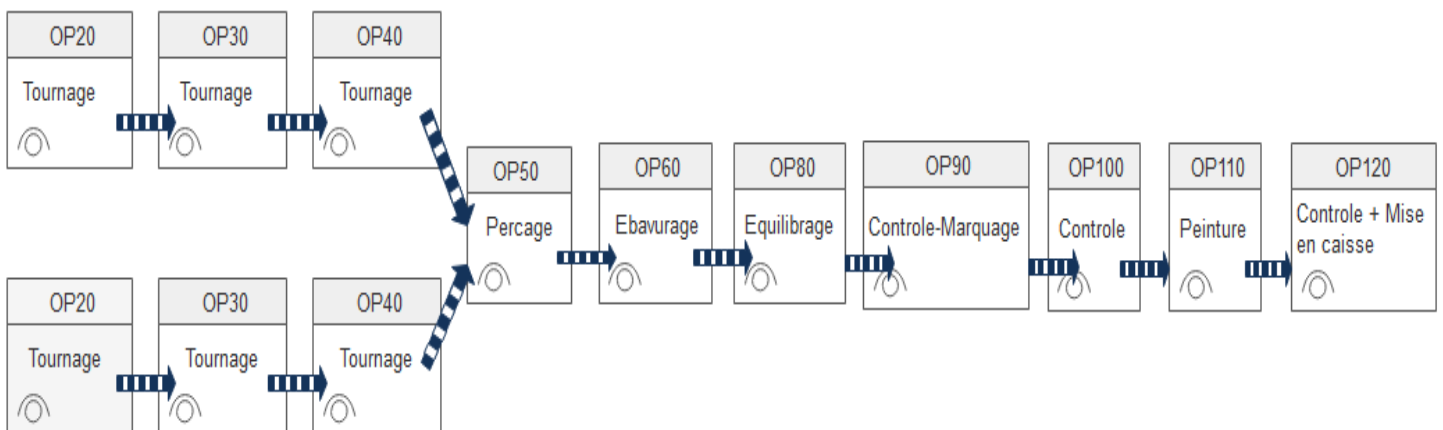 OP20
Tournage
OP30
Tournage
OP40
Tournage
OP20
Tournage
OP30
Tournage
OP40
Tournage
OP50
Percage
OP60
Ebavurage
OP80
Equilibrage
OP90
Controle-Marquage
OP100
Controle
OP110
Peinture
OP120
Controle + Mise
en caisse